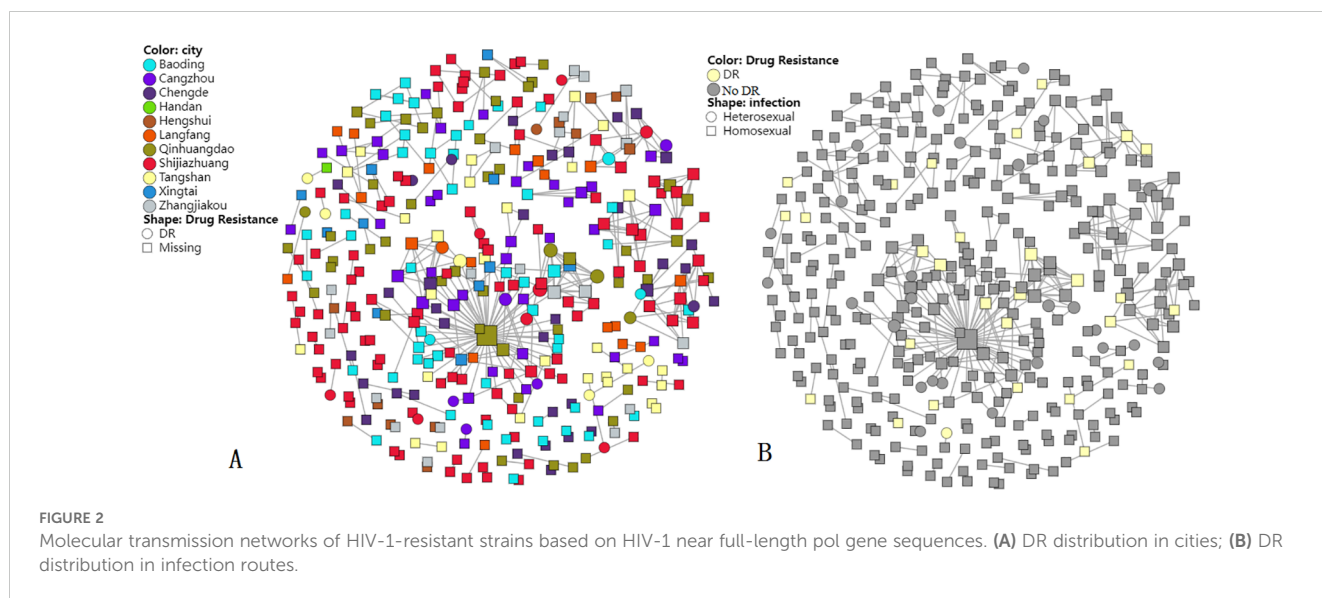 Color: city
Baoding
Cangzhou
Chengde
Handan
Hengshui
Langfang
Qinhuangdao
Shijiazhuang
Tangshan
Xingtai
Zhangjiakou
Shape: Drug Resistance
DR
Missing
A
Color: Drug Resistance
DR
No DR
Shape: infection
Heterosexual
Homosexual
B
FIGURE 2
Molecular transmission networks of HIV-1-resistant strains based on HIV-1 near full-length pol gene sequences. (A) DR distribution in cities; (B) DR
distribution in infection routes.